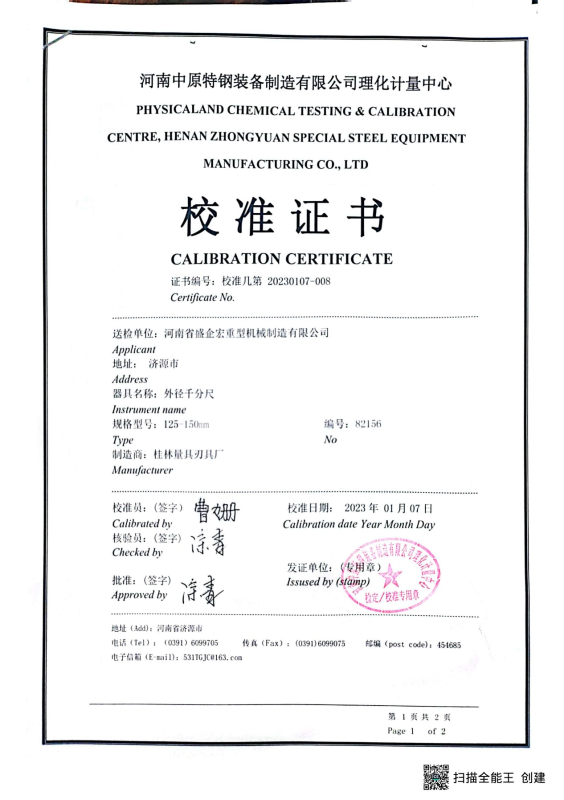 河南中原特钢装备制造有限公司理化计量中心
PHYSICALAND CHEMICAL TESTING & CALIBRATION
CENTRE, HENAN ZHONGYUAN SPECIAL STEEL EQUIPMENT
MANUFACTURING CO., LTD
校准证书
CALIBRATION CERTIFICATE
证书编号：校准几第 20230107-008
Certificate No.
送检单位：河南省盛企宏重型机械制造有限公司
Applicant
地址： 济源市
Address
器具名称：外径千分尺
Instrument name
规格型号：125-150mm 编号：82156
Type No
制造商：桂林量具刃具厂
Manufacturer
校准员：（签字） 校准日期： 2023 年 01 月 07 日
Calibrated by Calibration date Year Month Day
核验员：（签字）
Checked by
发证单位：（专用章）
Issused by (stamp)
批准：（签字）
Approved by
检定/校准专用章
地址（Add）：河南省济源市
电话（Tel）：（0391）6099705 传真（Fax）：（0391）6099075 邮编（post code）：454685
电子信箱（E-mail）：531TGJC@163.com
第 1 页 共 2 页
Page 1 of 2
扫描全能王 创建